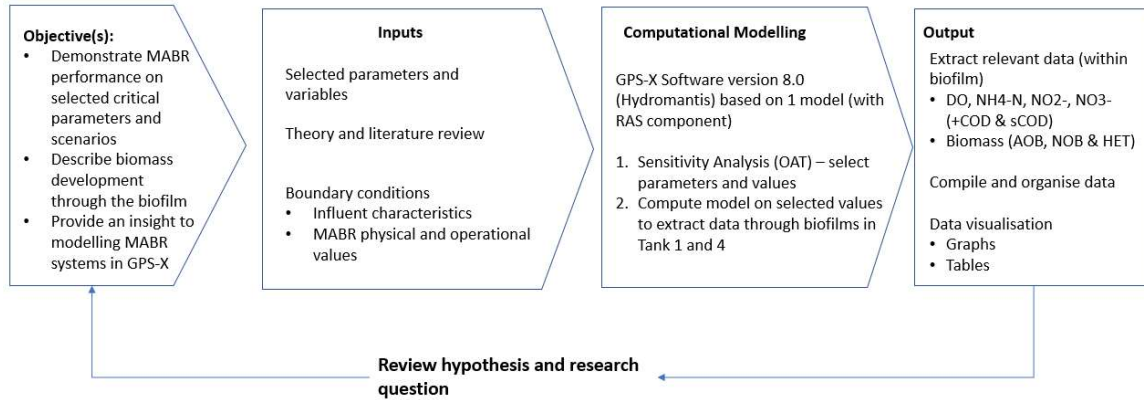 Objective(s):
• Demonstrate MABR
performance on
selected critical
parameters and
scenarios
• Describe biomass
development
through the biofilm
• Provide an insight to
modelling MABR
systems in GPS-X
Inputs
Selected parameters and
variables
Theory and literature review
Boundary conditions
• Influent characteristics
• MABR physical and operational
values
Computational Modelling
GPS-X Software version 8.0
(Hydromantis) based on 1 model (with
RAS component)
1. Sensitivity Analysis (OAT) – select
parameters and values
2. Compute model on selected values
to extract data through biofilms in
Tank 1 and 4
Output
Extract relevant data (within
biofilm)
• DO, NH4-N, NO2-, NO3-
(+COD & sCOD)
• Biomass (AOB, NOB & HET)
Compile and organise data
Data visualisation
• Graphs
• Tables
Review hypothesis and research
question